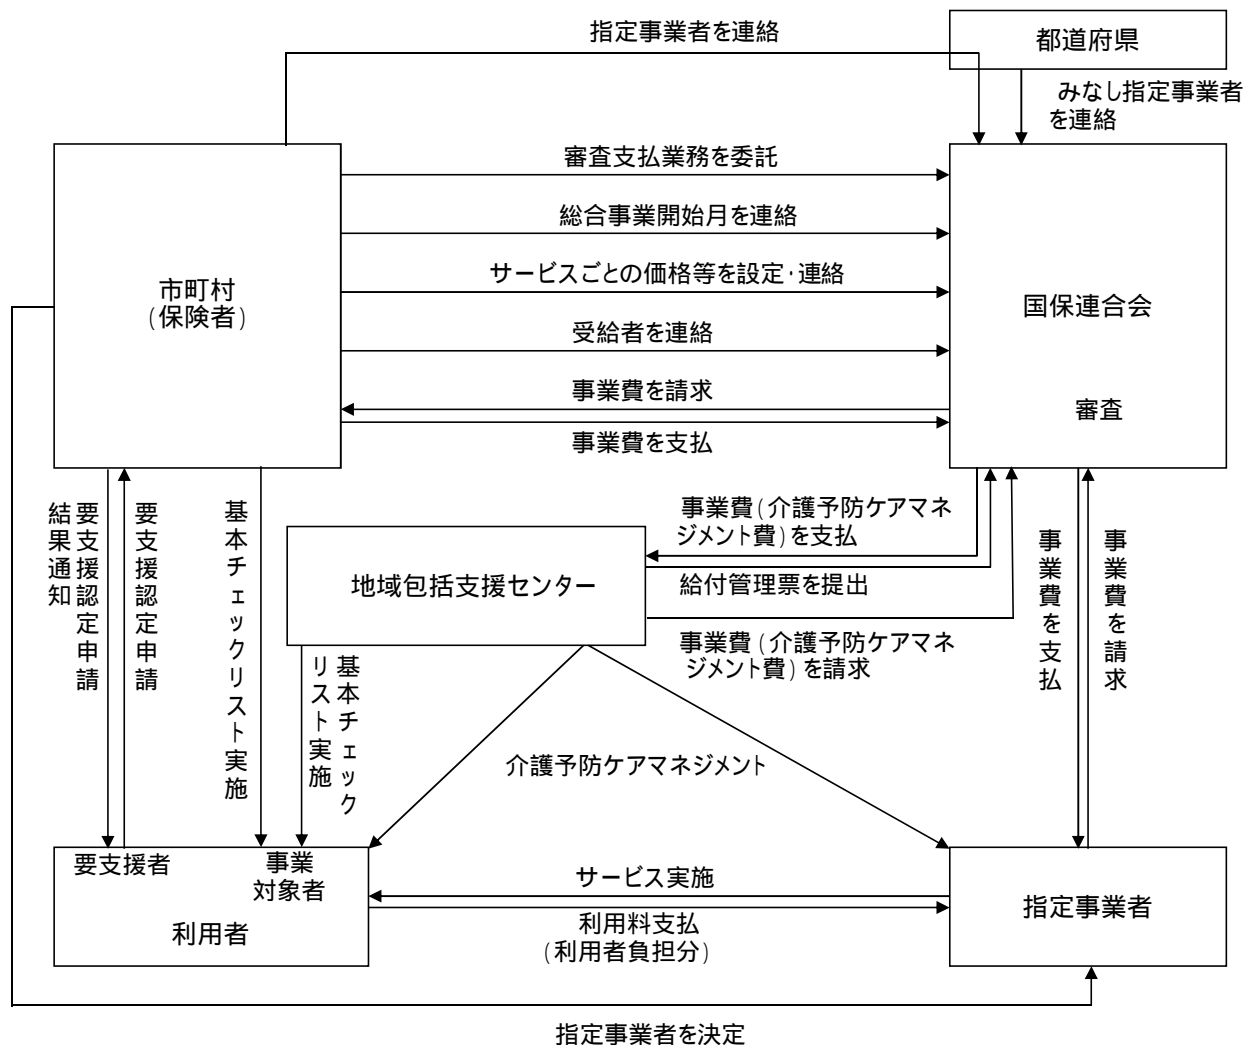 指定事業者を連絡
都道府県
みなし指定事業者
を連絡
審査支払業務を委託
総合事業開始月を連絡
サービスごとの価格等を設定・連絡
受給者を連絡
事業費を請求
事業費を支払
市町村
(保険者)
国保連合会
審査
要支援認定申請
結果通知
要支援認定申請
基本チェックリスト実施
地域包括支援センター
事業費(介護予防ケアマネ
ジメント費)を支払
給付管理票を提出
事業費(介護予防ケアマネ
ジメント費)を請求
事業費を支払
事業費を請求
基本チェック
リスト実施
介護予防ケアマネジメント
要支援者
事業
対象者
利用者
サービス実施
利用料支払
(利用者負担分)
指定事業者
指定事業者を決定